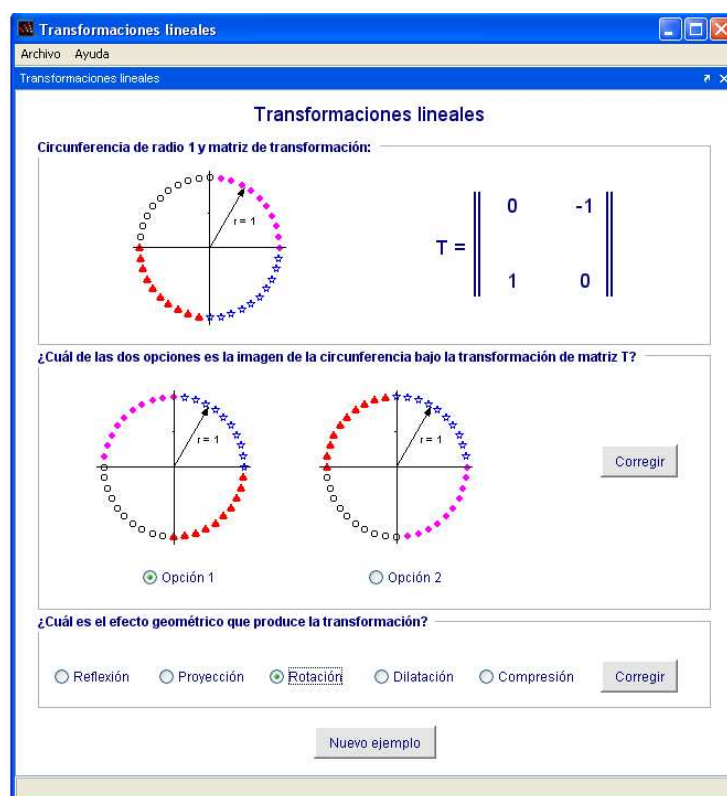 Transformaciones lineales
Archivo Ayuda
Transformaciones lineales
Transformaciones lineales
Circunferencia de radio 1 y matriz de transformación:
r = 1
T =
0 -1
1 0
¿Cuál de las dos opciones es la imagen de la circunferencia bajo la transformación de matriz T?
r = 1 r = 1
Corregir
Opción 1 Opción 2
¿Cuál es el efecto geométrico que produce la transformación?
Reflexión Proyección Rotación Dilatación Compresión Corregir
Nuevo ejemplo